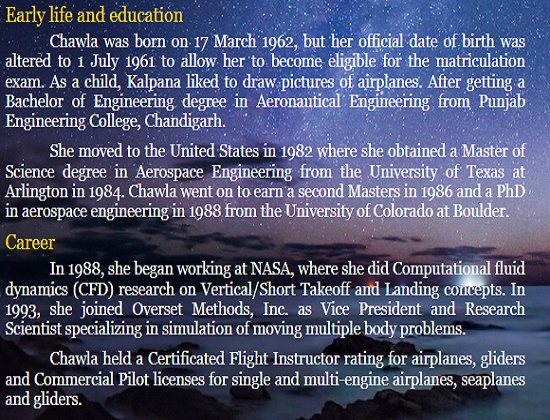 Early life and education
Chawla was born on 17 March 1962, but her official date of birth was
altered to 1 July 1961 to allow her to become eligible for the matriculation
exam. As a child, Kalpana liked to draw pictures of airplanes. After getting a
Bachelor of Engineering degree in Aeronautical Engineering from Punjab
Engineering College, Chandigarh.
She moved to the United States in 1982 where she obtained a Master of
Science degree in Aerospace Engineering from the University of Texas at
Arlington in 1984. Chawla went on to earn a second Masters in 1986 and a PhD
in aerospace engineering in 1988 from the University of Colorado at Boulder.
Career
In 1988, she began working at NASA, where she did Computational fluid
dynamics (CFD) research on Vertical/Short Takeoff and Landing concepts. In
1993, she joined Overset Methods, Inc. as Vice President and Research
Scientist specializing in simulation of moving multiple body problems.
Chawla held a Certificated Flight Instructor rating for airplanes, gliders
and Commercial Pilot licenses for single and multi-engine airplanes, seaplanes
and gliders.